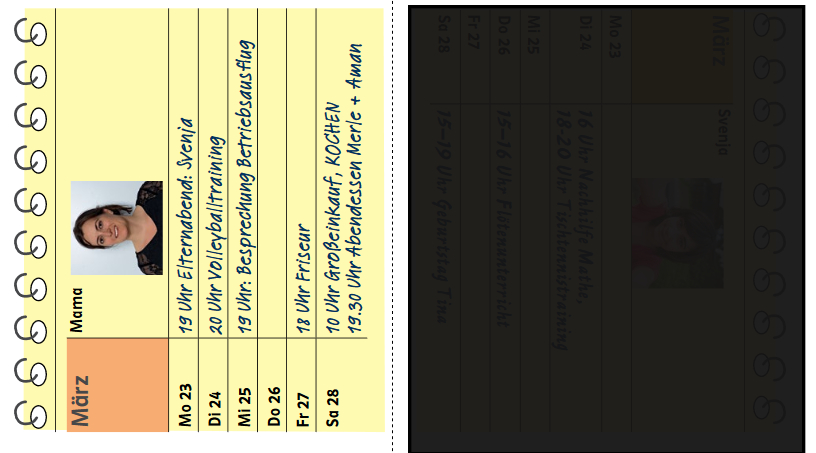 März
Mama
Mo 23
19 Uhr Elternabend: Svenja
Di 24
20 Uhr Volleyballtraining
Mi 25
19 Uhr: Besprechung Betriebsausflug
Do 26
Fr 27
18 Uhr Friseur
Sa 28
10 Uhr Großeinkauf, KOCHEN
19.30 Uhr Abendessen Merle + Aman
März
Svenja
Mo 23
Di 24
16 Uhr Nachhilfe Mathe,
18-20 Uhr Tischtennistraining
Mi 25
Do 26
15–16 Uhr Flötenunterricht
Fr 27
Sa 28
15–19 Uhr Geburtstag Tina